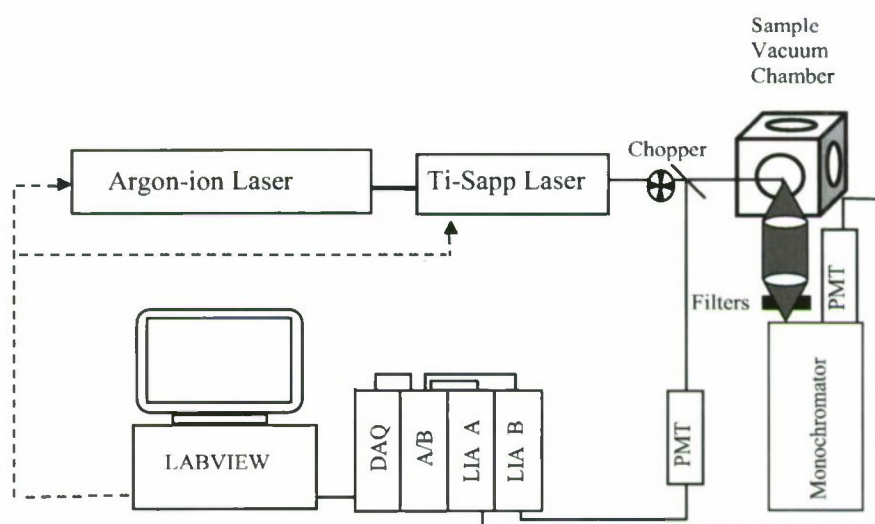 Sample
Vacuum
Chamber
Chopper
Argon-ion Laser
Ti-Sapp Laser
PMT
Filters
Monochromator
DAQ
A/B
LIA A
LIA B
PMT
LABVIEW